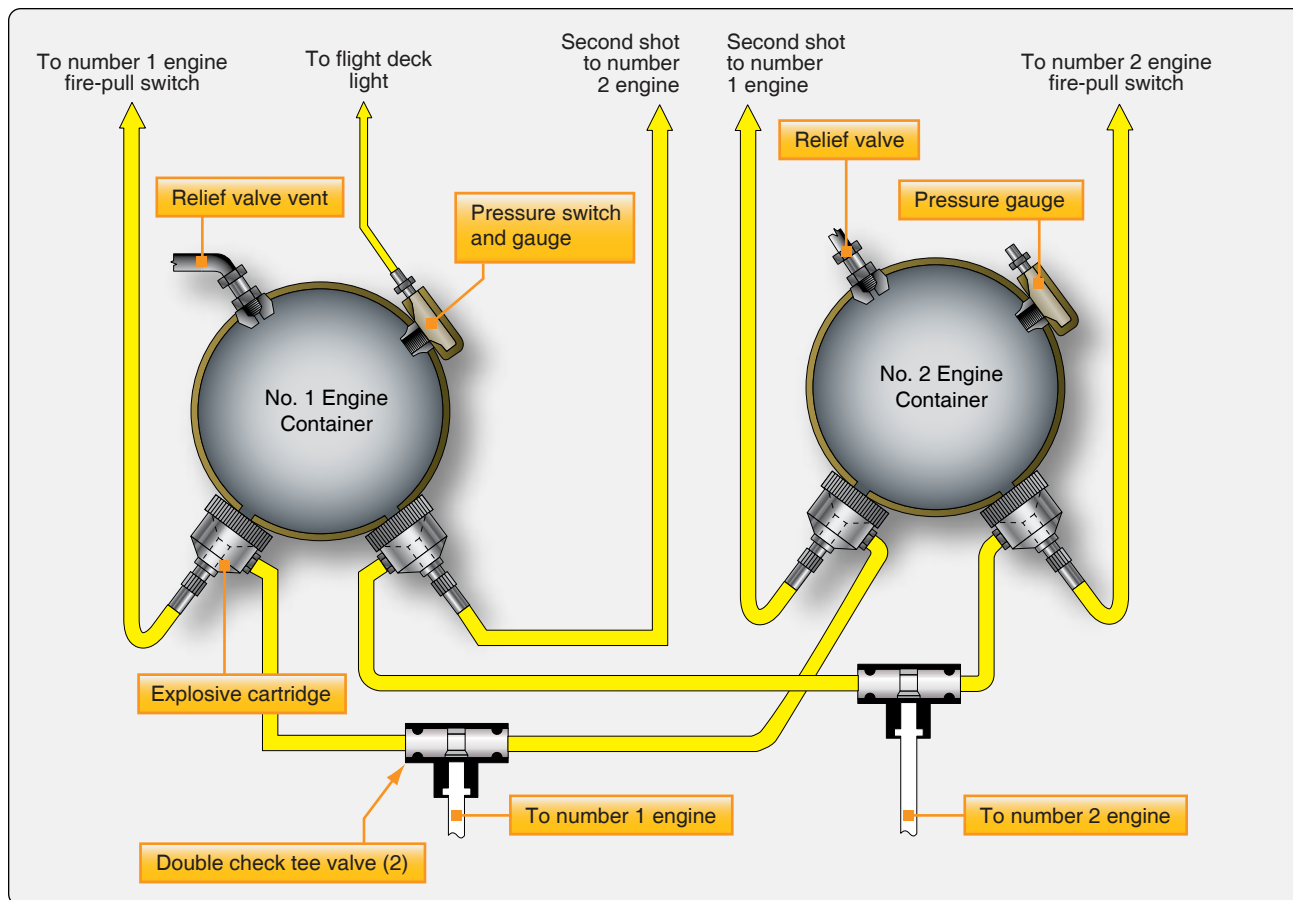 To number 1 engine
fire-pull switch
To flight deck
light
Second shot
to number
2 engine
Second shot
to number
1 engine
To number 2 engine
fire-pull switch
Relief valve vent
Pressure switch
and gauge
Relief valve
Pressure gauge
No. 1 Engine
Container
No. 2 Engine
Container
Explosive cartridge
To number 1 engine
To number 2 engine
Double check tee valve (2)